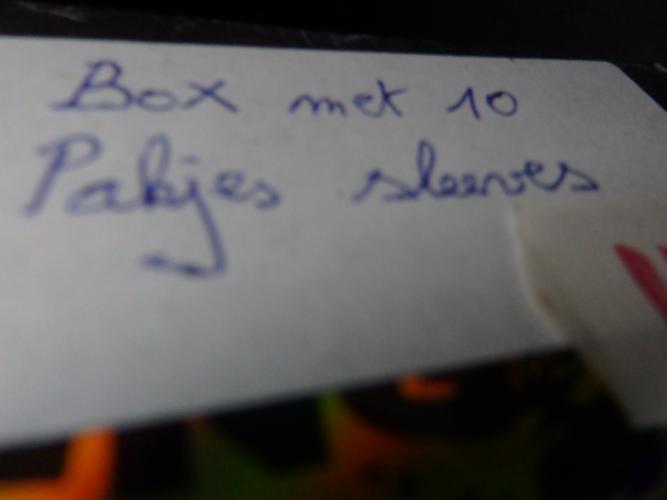 Box met 10
Pakjes sleeves